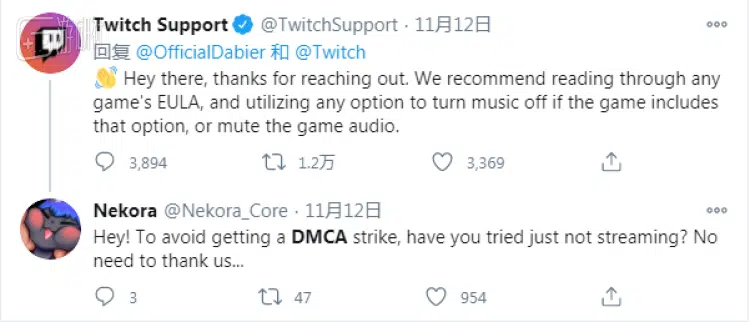 Twitch Support @TwitchSupport · 11月12日
回复 @OfficialDabier 和 @Twitch
👋 Hey there, thanks for reaching out. We recommend reading through any
game's EULA, and utilizing any option to turn music off if the game includes
that option, or mute the game audio.
3,894 1.2万 3,369
Nekora @Nekora_Core · 11月12日
Hey! To avoid getting a DMCA strike, have you tried just not streaming? No
need to thank us...
3 47 954